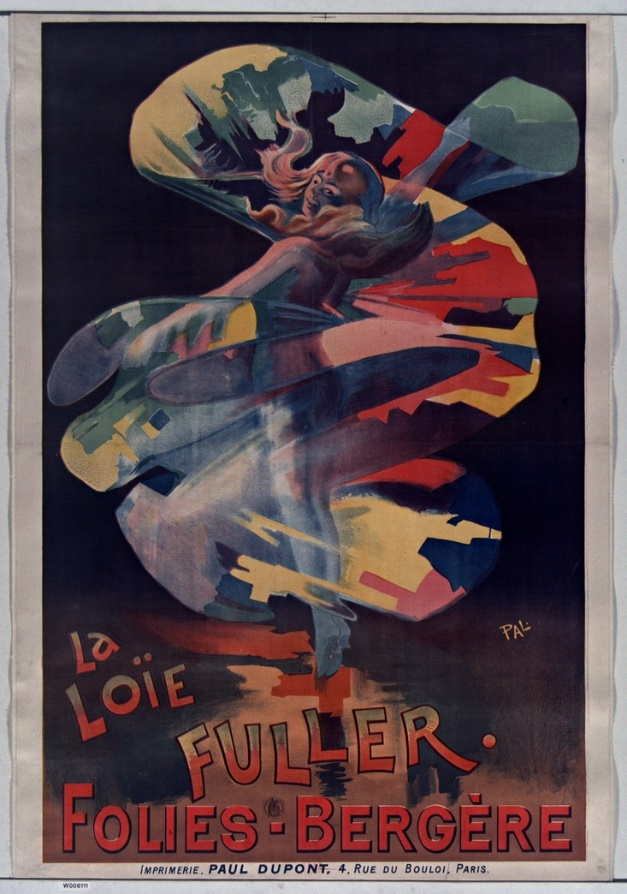 PAL
La
LOÏE
FULLER.
FOLIES-BERGÈRE
IMPRIMERIE. PAUL DUPONT, 4, RUE DU BOULOI, PARIS.
W006111